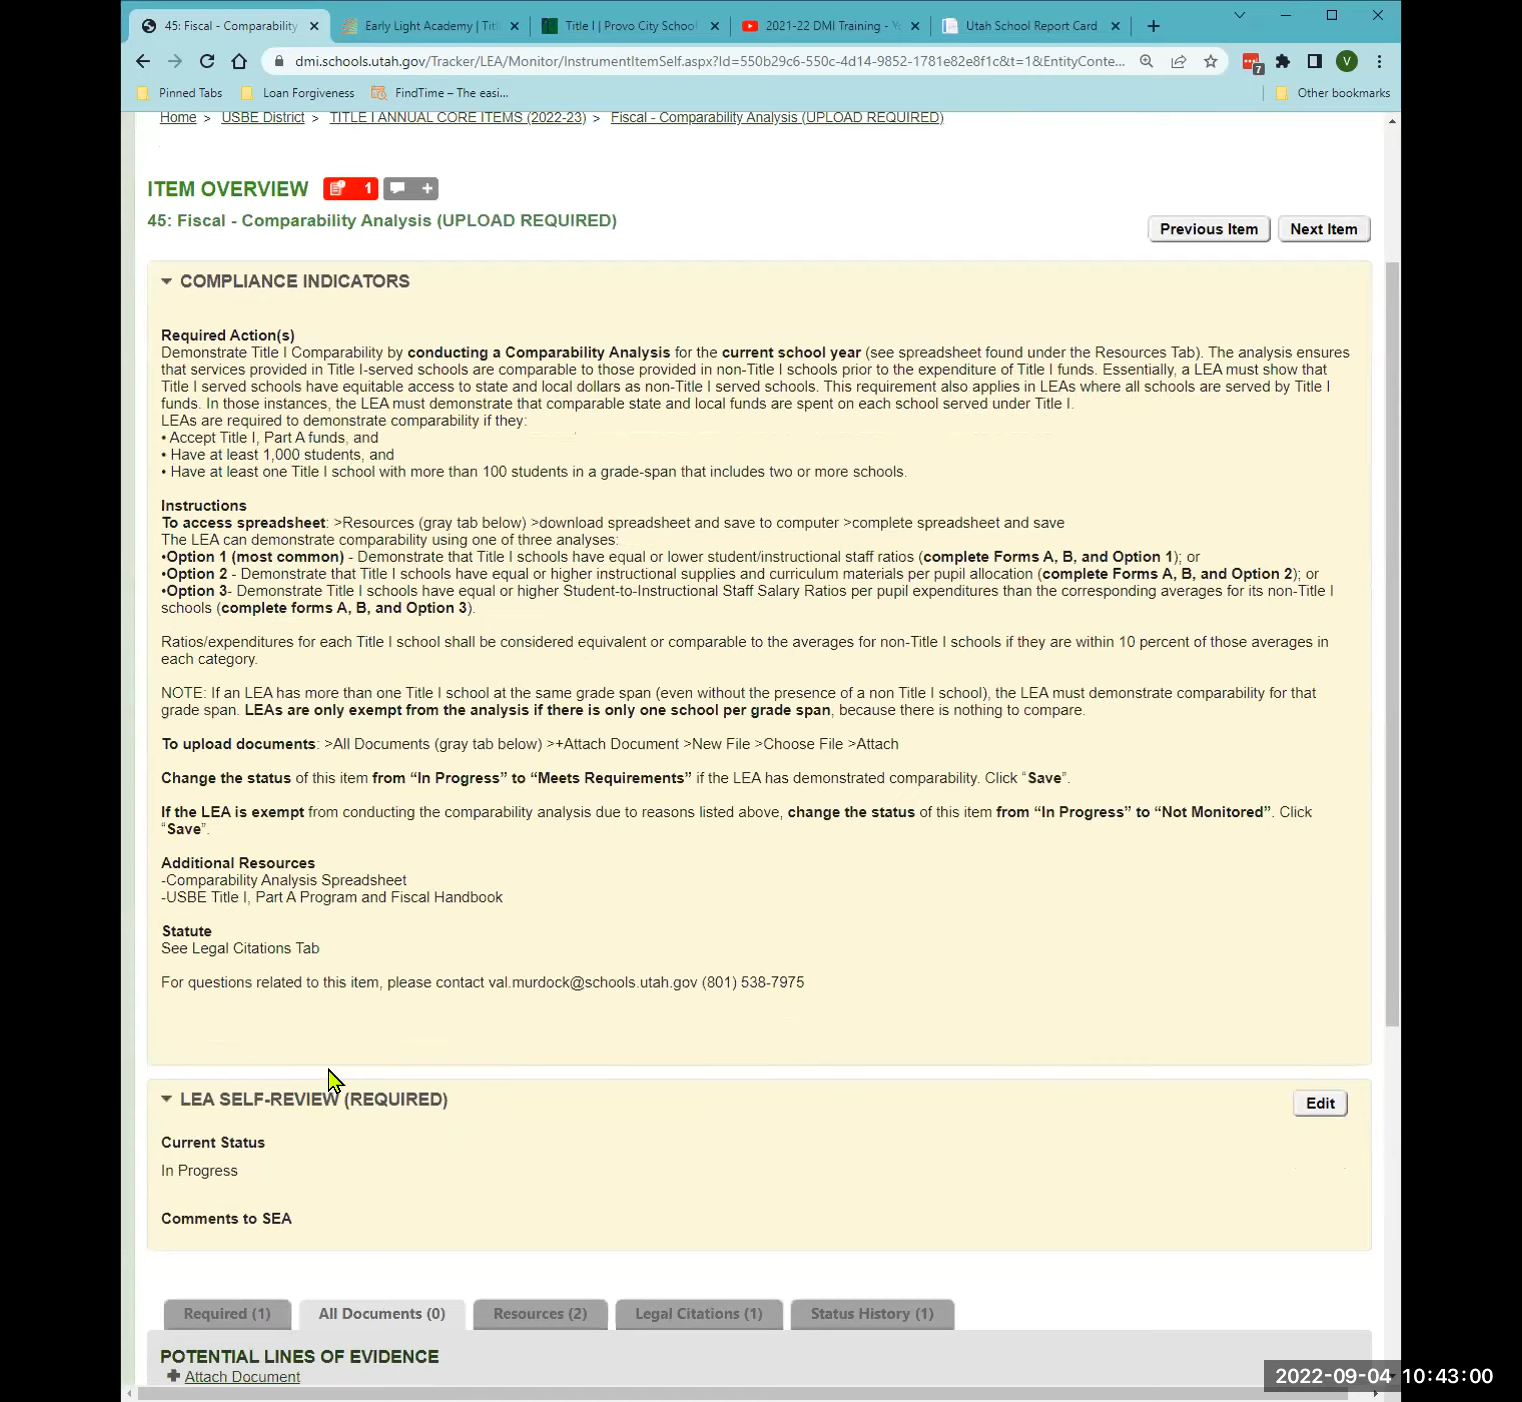 45: Fiscal - Comparability
Early Light Academy | Tit
Title I | Provo City School
2021-22 DMI Training -
Utah School Report Card
dmi.schools.utah.gov/Tracker/LEA/Monitor/InstrumentItemSelf.aspx?Id=550b29c6-550c-4d14-9852-1781e82e8f1c&t=1&EntityConte...
7
V
Pinned Tabs
Loan Forgiveness
FindTime – The easi...
Other bookmarks
Home > USBE District > TITLE I ANNUAL CORE ITEMS (2022-23) > Fiscal - Comparability Analysis (UPLOAD REQUIRED)
ITEM OVERVIEW 1 +
45: Fiscal - Comparability Analysis (UPLOAD REQUIRED)
Previous Item
Next Item
COMPLIANCE INDICATORS
Required Action(s)
Demonstrate Title I Comparability by conducting a Comparability Analysis for the current school year (see spreadsheet found under the Resources Tab). The analysis ensures
that services provided in Title I-served schools are comparable to those provided in non-Title I schools prior to the expenditure of Title I funds. Essentially, a LEA must show that
Title I served schools have equitable access to state and local dollars as non-Title I served schools. This requirement also applies in LEAs where all schools are served by Title I
funds. In those instances, the LEA must demonstrate that comparable state and local funds are spent on each school served under Title I.
LEAs are required to demonstrate comparability if they:
• Accept Title I, Part A funds, and
• Have at least 1,000 students, and
• Have at least one Title I school with more than 100 students in a grade-span that includes two or more schools.
Instructions
To access spreadsheet: >Resources (gray tab below) >download spreadsheet and save to computer >complete spreadsheet and save
The LEA can demonstrate comparability using one of three analyses:
•Option 1 (most common) - Demonstrate that Title I schools have equal or lower student/instructional staff ratios (complete Forms A, B, and Option 1); or
•Option 2 - Demonstrate that Title I schools have equal or higher instructional supplies and curriculum materials per pupil allocation (complete Forms A, B, and Option 2); or
•Option 3- Demonstrate Title I schools have equal or higher Student-to-Instructional Staff Salary Ratios per pupil expenditures than the corresponding averages for its non-Title I
schools (complete forms A, B, and Option 3).
Ratios/expenditures for each Title I school shall be considered equivalent or comparable to the averages for non-Title I schools if they are within 10 percent of those averages in
each category.
NOTE: If an LEA has more than one Title I school at the same grade span (even without the presence of a non Title I school), the LEA must demonstrate comparability for that
grade span. LEAs are only exempt from the analysis if there is only one school per grade span, because there is nothing to compare.
To upload documents: >All Documents (gray tab below) >+Attach Document >New File >Choose File >Attach
Change the status of this item from “In Progress” to “Meets Requirements” if the LEA has demonstrated comparability. Click “Save”.
If the LEA is exempt from conducting the comparability analysis due to reasons listed above, change the status of this item from “In Progress” to “Not Monitored”. Click
“Save”.
Additional Resources
-Comparability Analysis Spreadsheet
-USBE Title I, Part A Program and Fiscal Handbook
Statute
See Legal Citations Tab
For questions related to this item, please contact val.murdock@schools.utah.gov (801) 538-7975
LEA SELF-REVIEW (REQUIRED)
Edit
Current Status
In Progress
Comments to SEA
Required (1)
All Documents (0)
Resources (2)
Legal Citations (1)
Status History (1)
POTENTIAL LINES OF EVIDENCE
Attach Document
2022-09-04 10:43:00